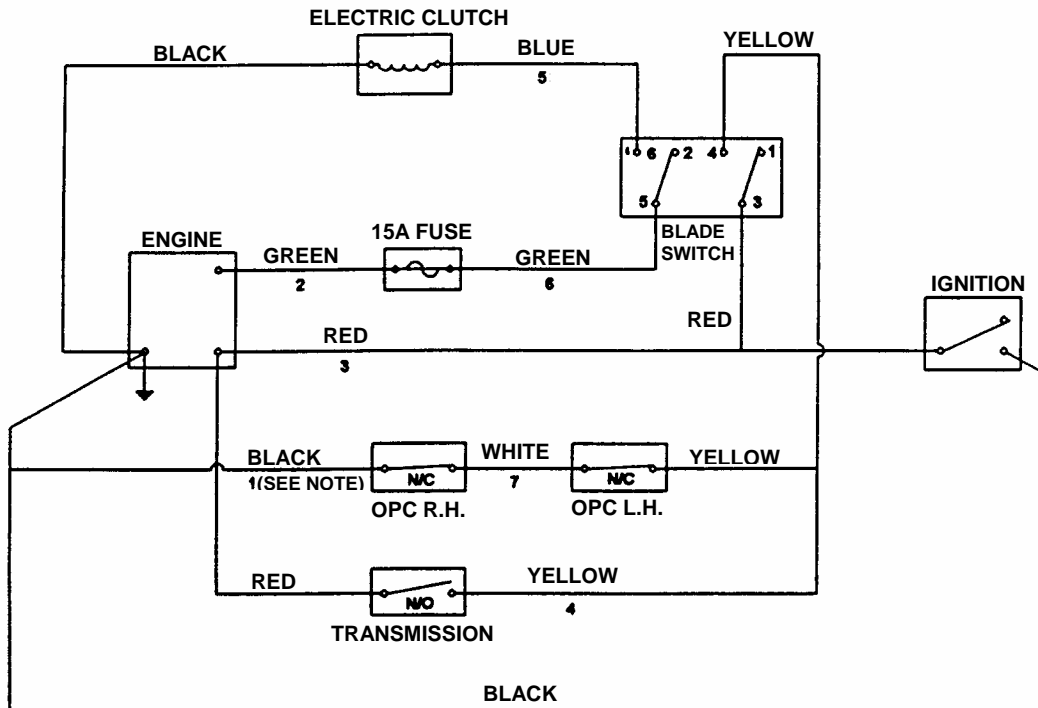 ELECTRIC CLUTCH
BLACK
BLUE
5
YELLOW
6 2 4 1
5 3
BLADE
SWITCH
ENGINE
15A FUSE
GREEN
2
GREEN
6
IGNITION
RED
RED
3
BLACK
1(SEE NOTE)
N/C
OPC R.H.
WHITE
7
N/C
OPC L.H.
YELLOW
RED
N/O
TRANSMISSION
YELLOW
4
BLACK